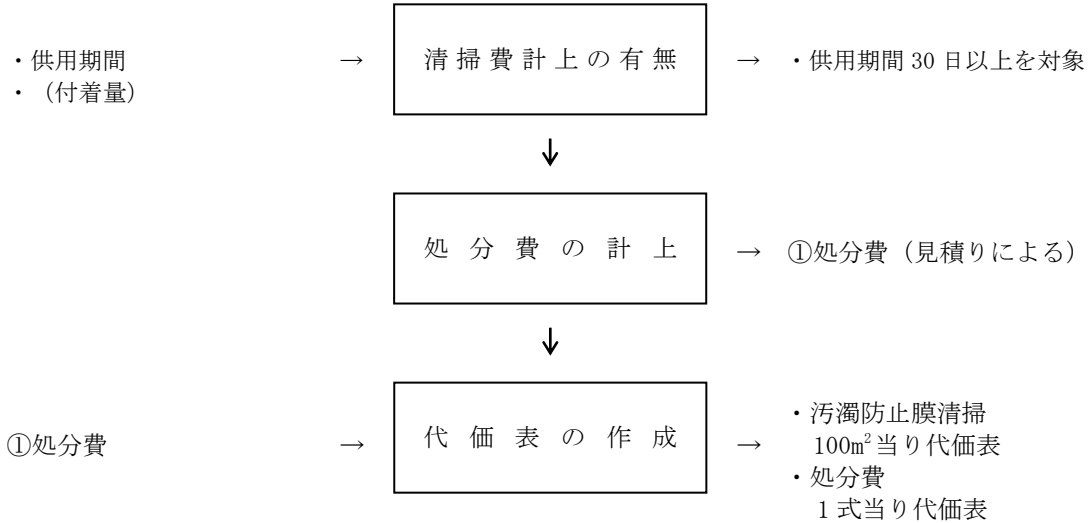 ・供用期間 → 清掃費計上の有無 → ・供用期間 30 日以上を対象
・（付着量）
↓
処分費の計上 → ①処分費（見積りによる）
↓
①処分費 → 代価表の作成 → ・汚濁防止膜清掃
100m²当り代価表
・処分費
1 式当り代価表